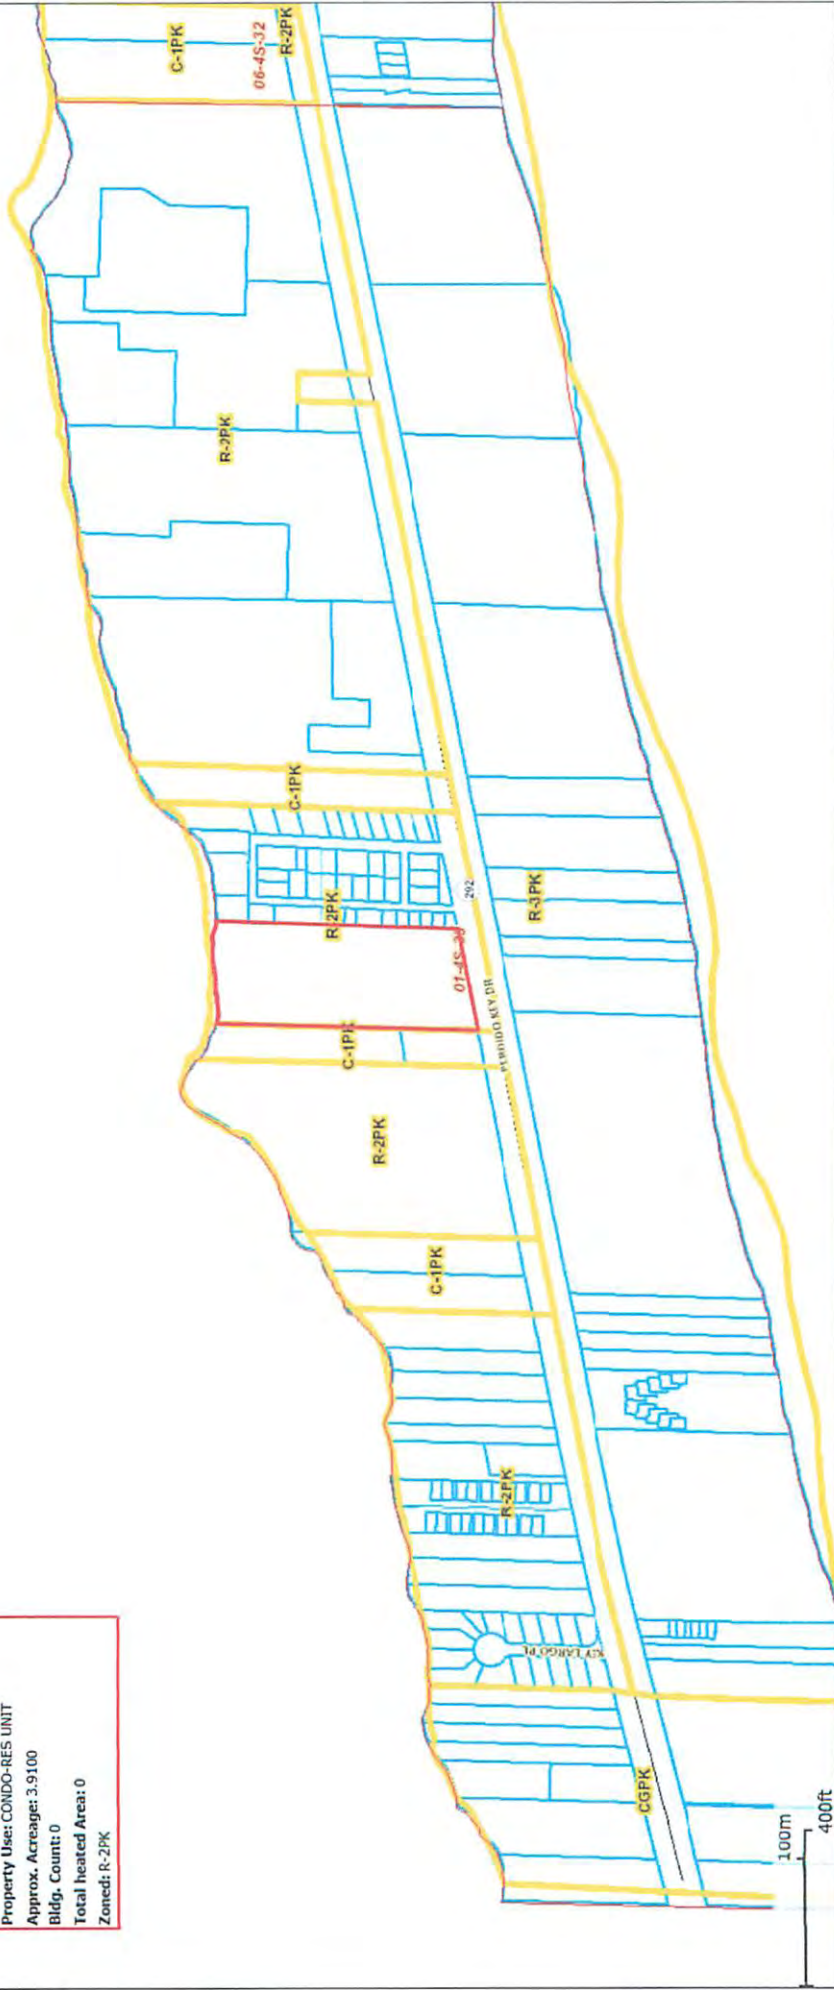 Property Use: CONDO-RES UNIT
Approx. Acreage: 3.9100
Bldg. Count: 0
Total heated Area: 0
Zoned: R-2PK
C-1PK
06-4S-32
R-2PK
R-2PK
C-1PK
R-2PK
292
R-3PK
C-1PK
PERDIDO KEY DR
R-2PK
C-1PK
R-2PK
KEY LARGO PL
CGPK
100m
400ft